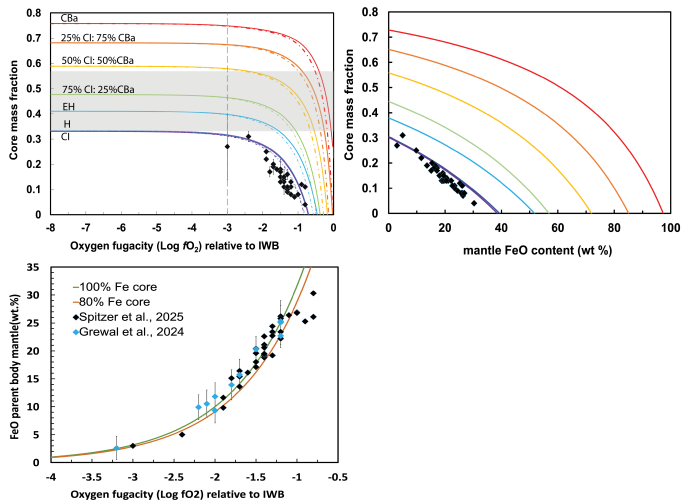 Core mass fraction
0.8
0.7
0.6
0.5
0.4
0.3
0.2
0.1
0
CBa
25% CI: 75% CBa
50% CI: 50%CBa
75% CI: 25%CBa
EH
H
CI
-8 -7 -6 -5 -4 -3 -2 -1 0
Oxygen fugacity (Log fO2) relative to IWB
Core mass fraction
0.8
0.7
0.6
0.5
0.4
0.3
0.2
0.1
0
0 20 40 60 80 100
mantle FeO content (wt %)
FeO parent body mantle(wt.%)
35
30
25
20
15
10
5
0
100% Fe core
80% Fe core
Spitzer et al., 2025
Grewal et al., 2024
-4 -3.5 -3 -2.5 -2 -1.5 -1 -0.5
Oxygen fugacity (Log fO2) relative to IWB